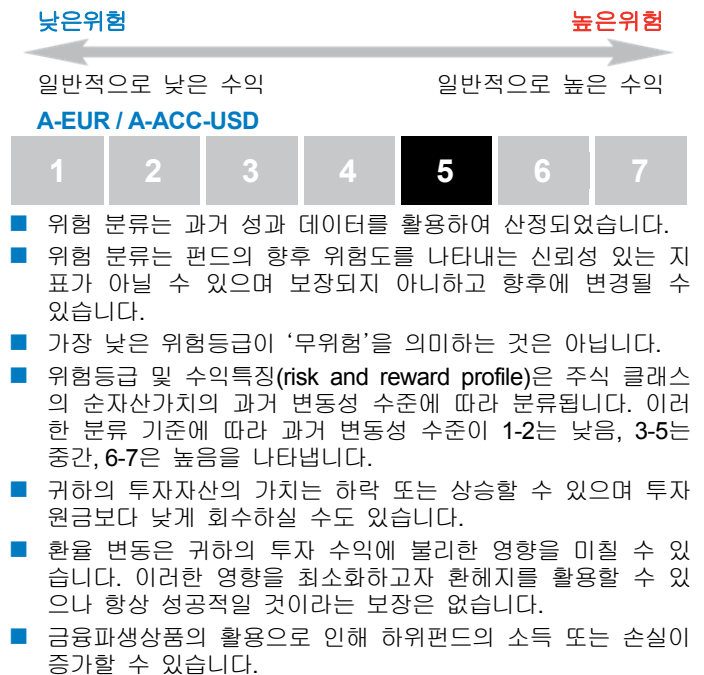 낮은위험 높은위험
일반적으로 낮은 수익 일반적으로 높은 수익
A-EUR / A-ACC-USD
1 2 3 4 5 6 7
■ 위험 분류는 과거 성과 데이터를 활용하여 산정되었습니다.
■ 위험 분류는 펀드의 향후 위험도를 나타내는 신뢰성 있는 지
표가 아닐 수 있으며 보장되지 아니하고 향후에 변경될 수
있습니다.
■ 가장 낮은 위험등급이 ‘무위험’을 의미하는 것은 아닙니다.
■ 위험등급 및 수익특징(risk and reward profile)은 주식 클래스
의 순자산가치의 과거 변동성 수준에 따라 분류됩니다. 이러
한 분류 기준에 따라 과거 변동성 수준이 1-2는 낮음, 3-5는
중간, 6-7은 높음을 나타냅니다.
■ 귀하의 투자자산의 가치는 하락 또는 상승할 수 있으며 투자
원금보다 낮게 회수하실 수도 있습니다.
■ 환율 변동은 귀하의 투자 수익에 불리한 영향을 미칠 수 있
습니다. 이러한 영향을 최소화하고자 환헤지를 활용할 수 있
으나 항상 성공적일 것이라는 보장은 없습니다.
■ 금융파생상품의 활용으로 인해 하위펀드의 소득 또는 손실이
증가할 수 있습니다.